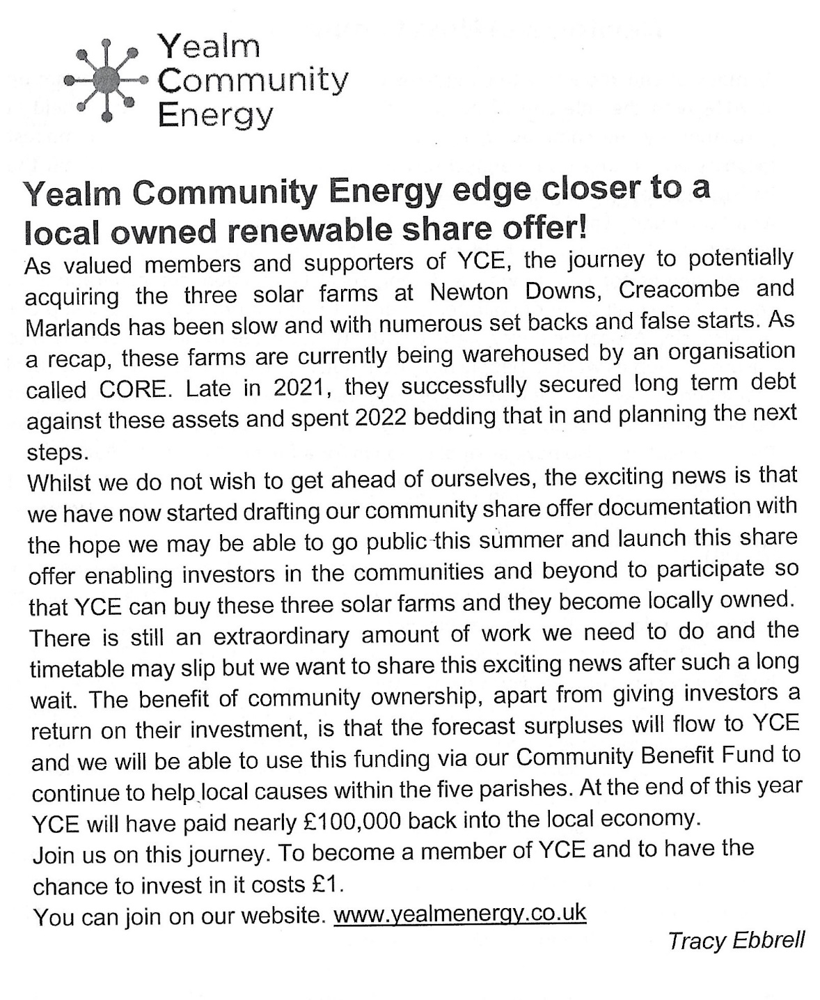 Yealm
Community
Energy
Yealm Community Energy edge closer to a
local owned renewable share offer!
As valued members and supporters of YCE, the journey to potentially
acquiring the three solar farms at Newton Downs, Creacombe and
Marlands has been slow and with numerous set backs and false starts. As
a recap, these farms are currently being warehoused by an organisation
called CORE. Late in 2021, they successfully secured long term debt
against these assets and spent 2022 bedding that in and planning the next
steps.
Whilst we do not wish to get ahead of ourselves, the exciting news is that
we have now started drafting our community share offer documentation with
the hope we may be able to go public this summer and launch this share
offer enabling investors in the communities and beyond to participate so
that YCE can buy these three solar farms and they become locally owned.
There is still an extraordinary amount of work we need to do and the
timetable may slip but we want to share this exciting news after such a long
wait. The benefit of community ownership, apart from giving investors a
return on their investment, is that the forecast surpluses will flow to YCE
and we will be able to use this funding via our Community Benefit Fund to
continue to help local causes within the five parishes. At the end of this year
YCE will have paid nearly £100,000 back into the local economy.
Join us on this journey. To become a member of YCE and to have the
chance to invest in it costs £1.
You can join on our website. www.yealmenergy.co.uk
Tracy Ebbrell